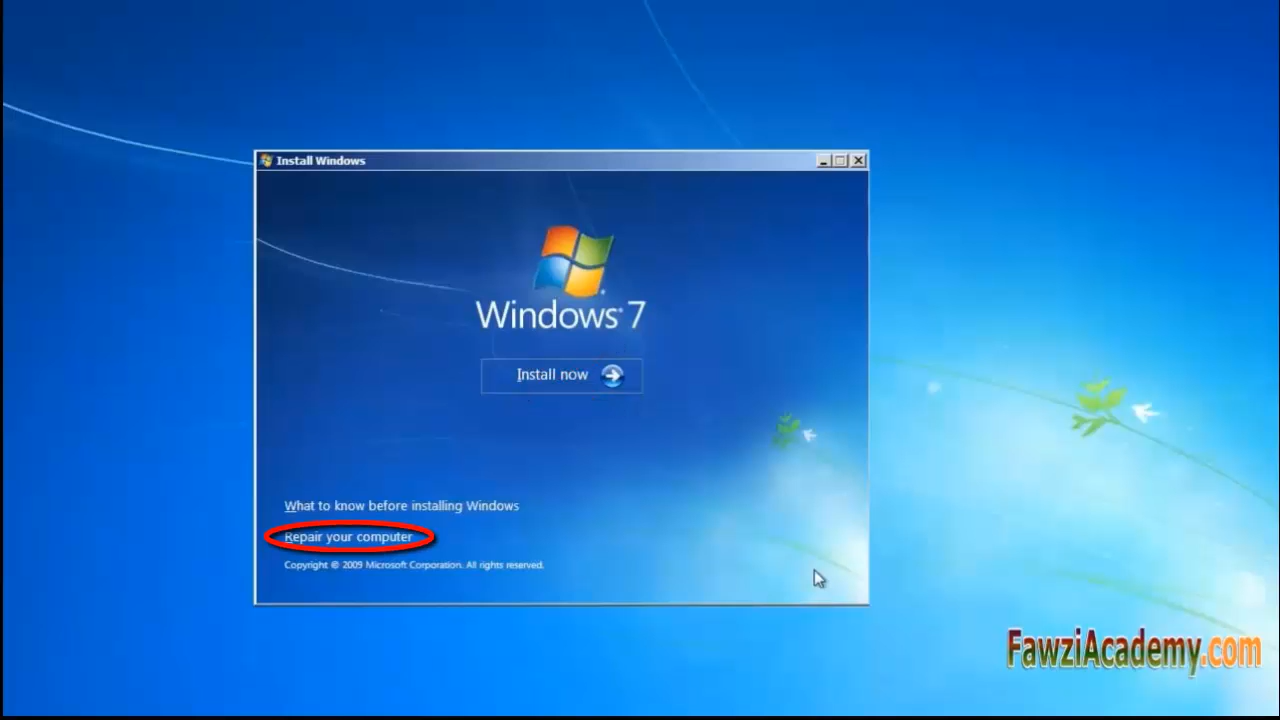 Install Windows
Windows® 7
Install now
What to know before installing Windows
Repair your computer
Copyright © 2009 Microsoft Corporation. All rights reserved.
FawziAcademy.com